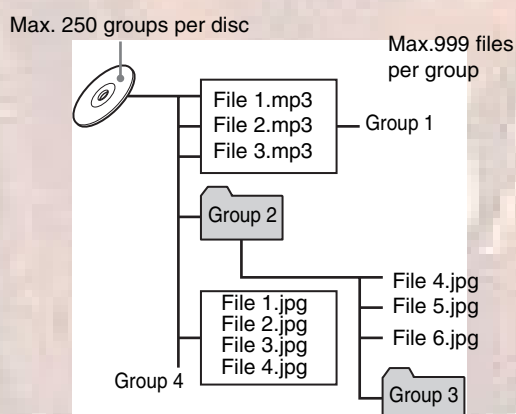 Max. 250 groups per disc
Max.999 files
per group
File 1.mp3
File 2.mp3
File 3.mp3
Group 1
Group 2
File 4.jpg
File 5.jpg
File 6.jpg
File 1.jpg
File 2.jpg
File 3.jpg
File 4.jpg
Group 4
Group 3